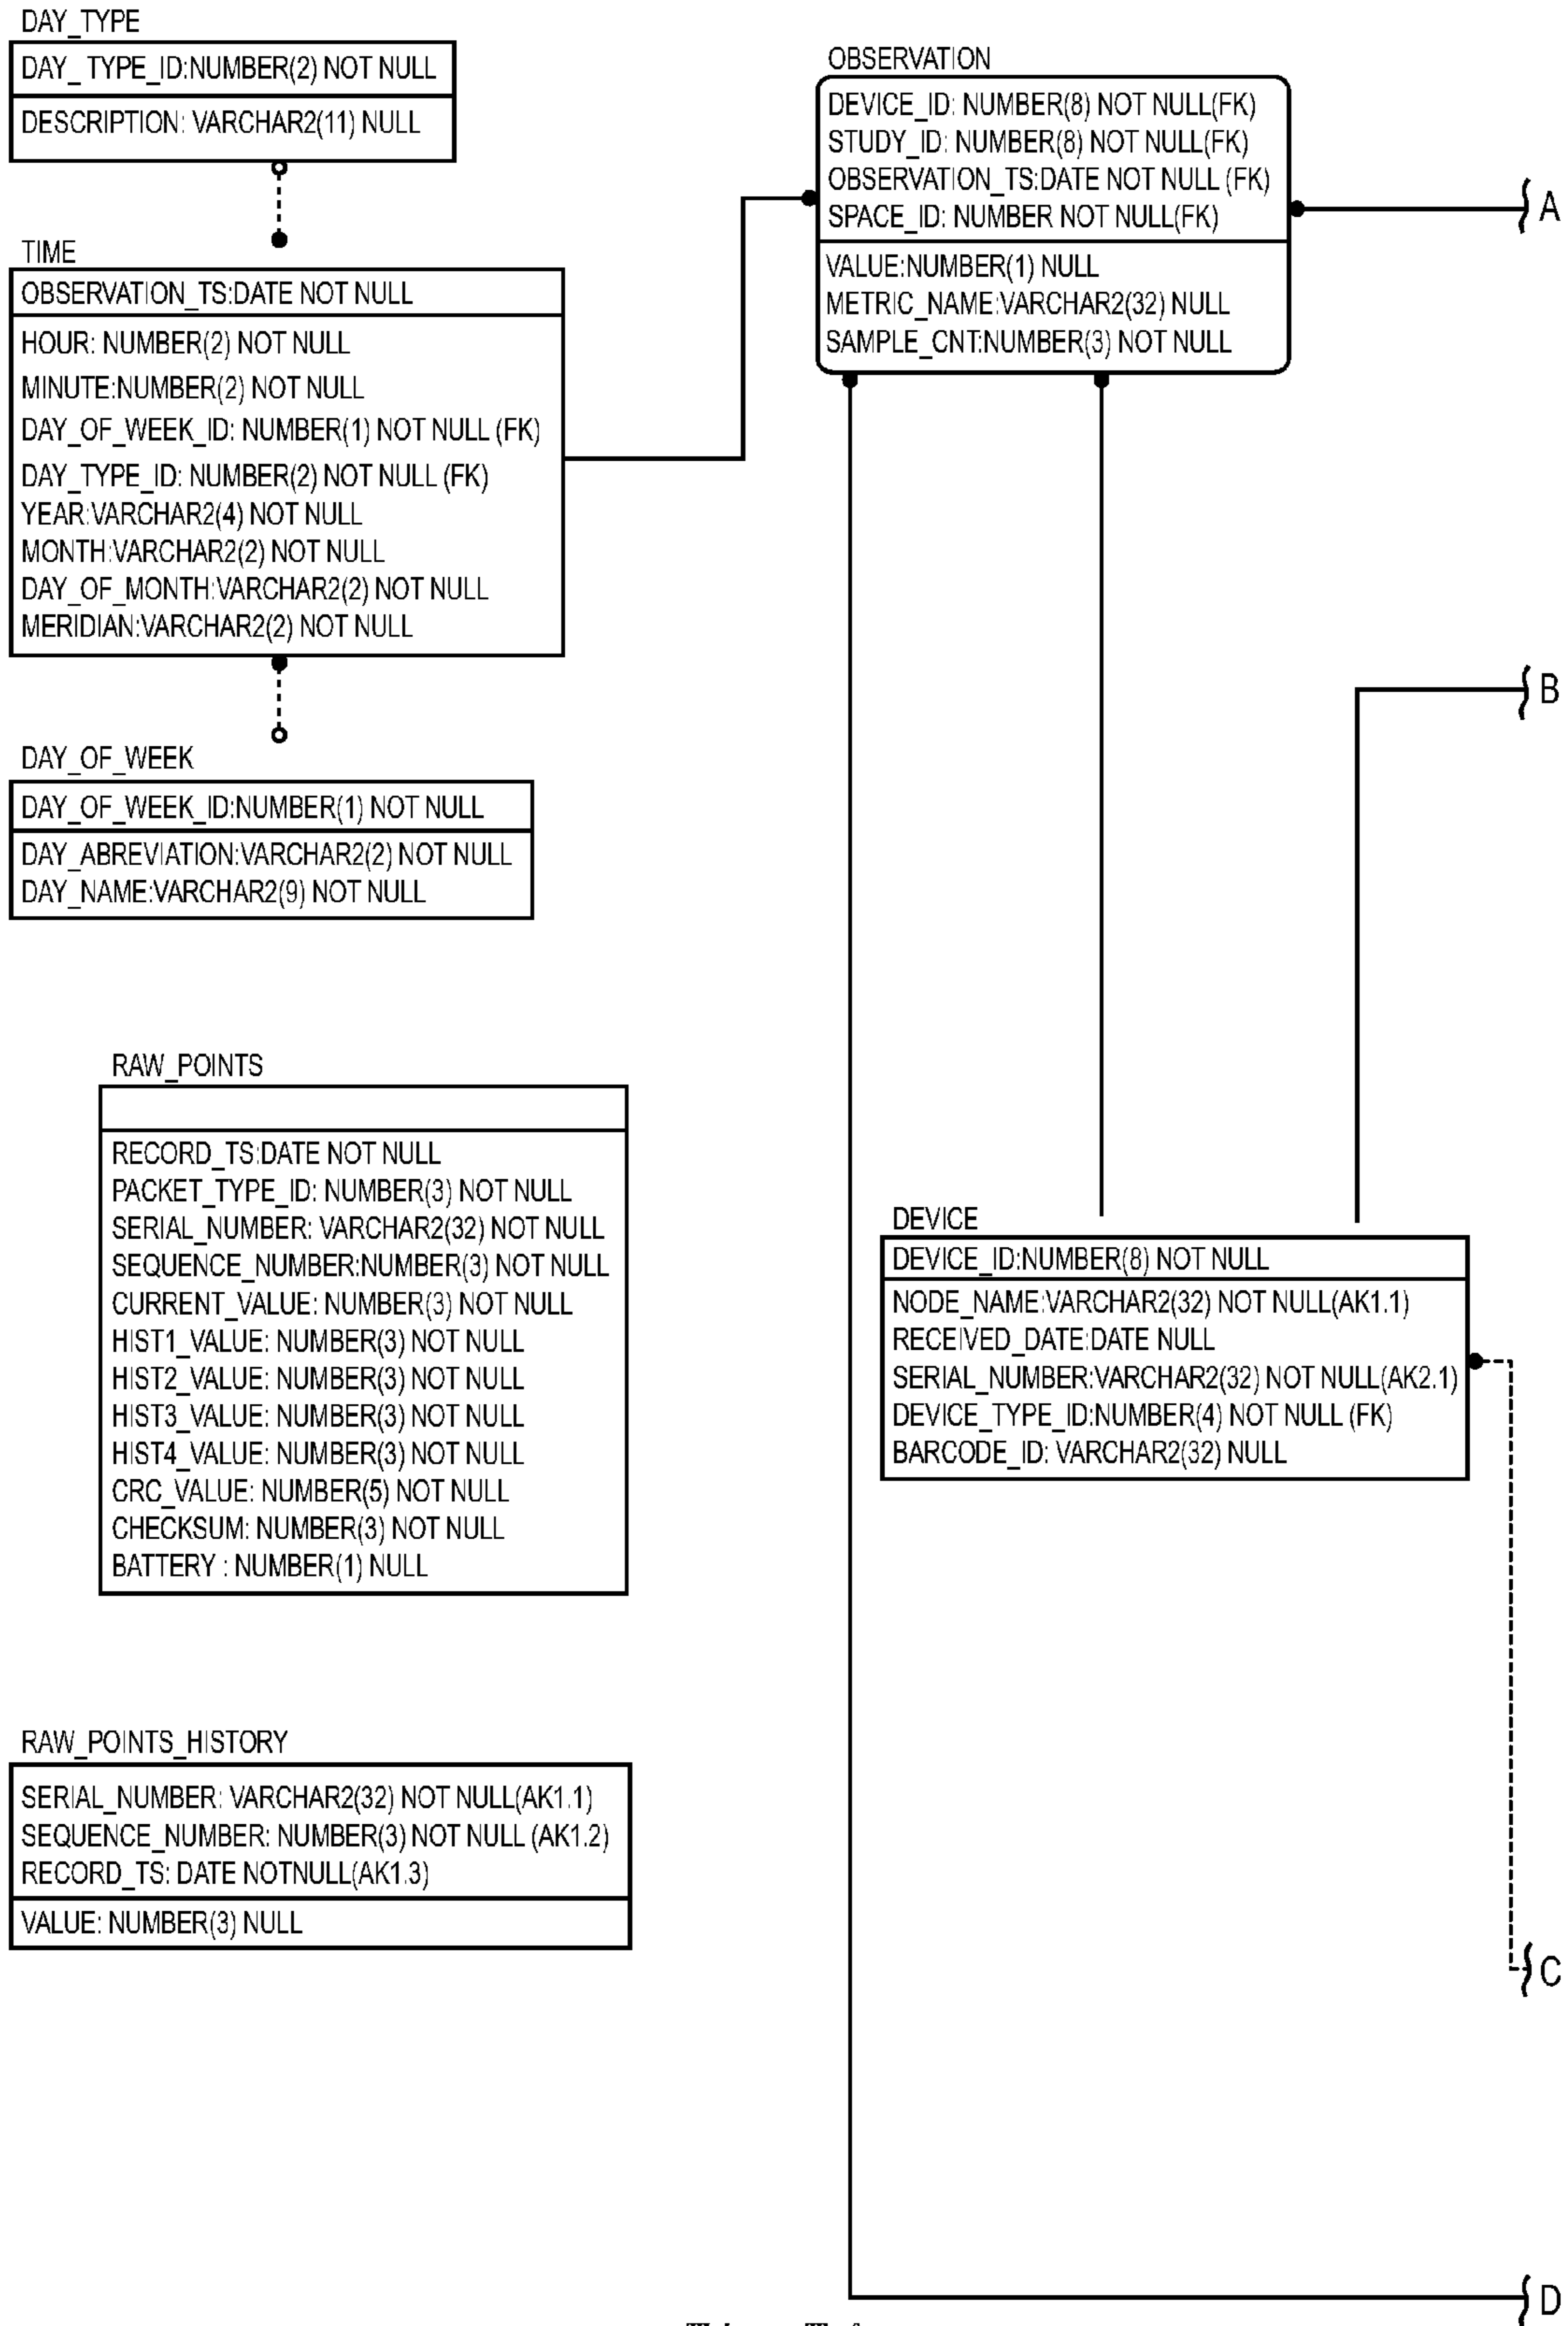 DAY_TYPE
DAY_ TYPE_ID:NUMBER(2) NOT NULL
DESCRIPTION: VARCHAR2(11) NULL
TIME
OBSERVATION_TS:DATE NOT NULL
HOUR: NUMBER(2) NOT NULL
MINUTE:NUMBER(2) NOT NULL
DAY_OF_WEEK_ID: NUMBER(1) NOT NULL (FK)
DAY_TYPE_ID: NUMBER(2) NOT NULL (FK)
YEAR:VARCHAR2(4) NOT NULL
MONTH:VARCHAR2(2) NOT NULL
DAY_OF_MONTH:VARCHAR2(2) NOT NULL
MERIDIAN:VARCHAR2(2) NOT NULL
DAY_OF_WEEK
DAY_OF_WEEK_ID:NUMBER(1) NOT NULL
DAY_ABREVIATION:VARCHAR2(2) NOT NULL
DAY_NAME:VARCHAR2(9) NOT NULL
OBSERVATION
DEVICE_ID: NUMBER(8) NOT NULL(FK)
STUDY_ID: NUMBER(8) NOT NULL(FK)
OBSERVATION_TS:DATE NOT NULL (FK)
SPACE_ID: NUMBER NOT NULL(FK)
VALUE:NUMBER(1) NULL
METRIC_NAME:VARCHAR2(32) NULL
SAMPLE_CNT:NUMBER(3) NOT NULL
A
B
RAW_POINTS
RECORD_TS:DATE NOT NULL
PACKET_TYPE_ID: NUMBER(3) NOT NULL
SERIAL_NUMBER: VARCHAR2(32) NOT NULL
SEQUENCE_NUMBER:NUMBER(3) NOT NULL
CURRENT_VALUE: NUMBER(3) NOT NULL
HIST1_VALUE: NUMBER(3) NOT NULL
HIST2_VALUE: NUMBER(3) NOT NULL
HIST3_VALUE: NUMBER(3) NOT NULL
HIST4_VALUE: NUMBER(3) NOT NULL
CRC_VALUE: NUMBER(5) NOT NULL
CHECKSUM: NUMBER(3) NOT NULL
BATTERY : NUMBER(1) NULL
DEVICE
DEVICE_ID:NUMBER(8) NOT NULL
NODE_NAME:VARCHAR2(32) NOT NULL(AK1.1)
RECEIVED_DATE:DATE NULL
SERIAL_NUMBER:VARCHAR2(32) NOT NULL(AK2.1)
DEVICE_TYPE_ID:NUMBER(4) NOT NULL (FK)
BARCODE_ID: VARCHAR2(32) NULL
RAW_POINTS_HISTORY
SERIAL_NUMBER: VARCHAR2(32) NOT NULL(AK1.1)
SEQUENCE_NUMBER: NUMBER(3) NOT NULL (AK1.2)
RECORD_TS: DATE NOTNULL(AK1.3)
VALUE: NUMBER(3) NULL
C
D